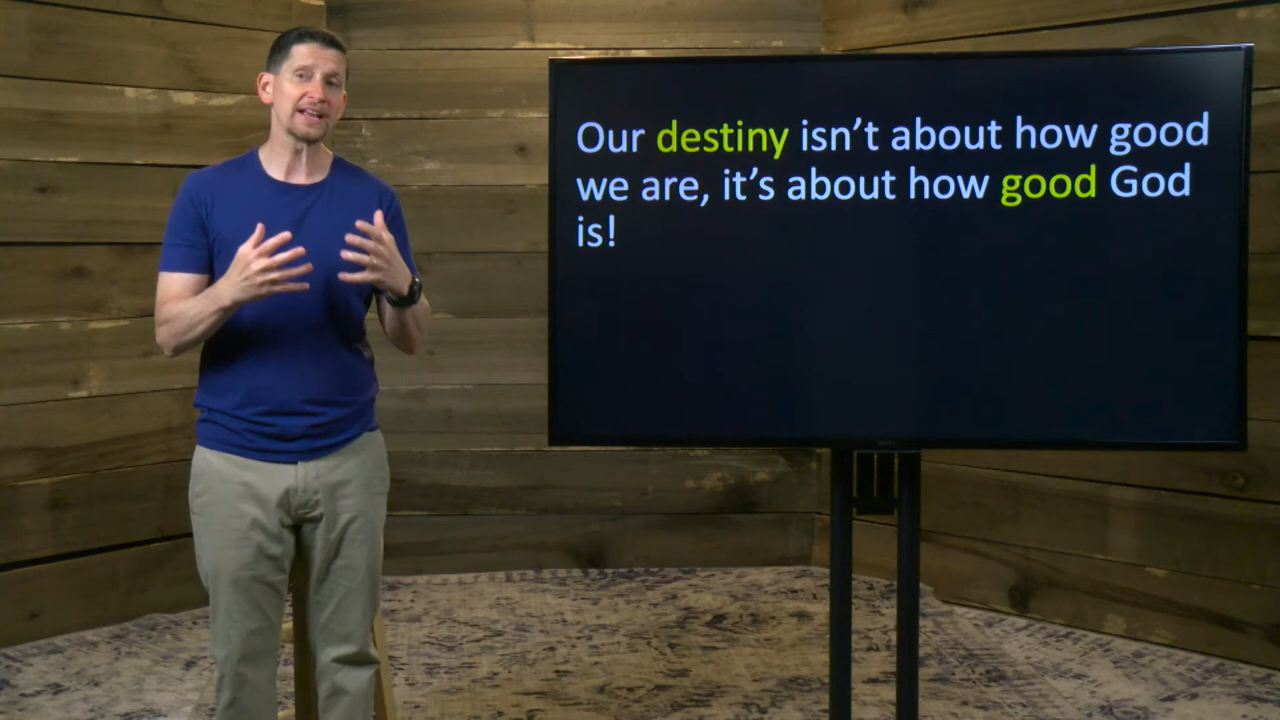 Our destiny isn’t about how good
we are, it’s about how good God
is!